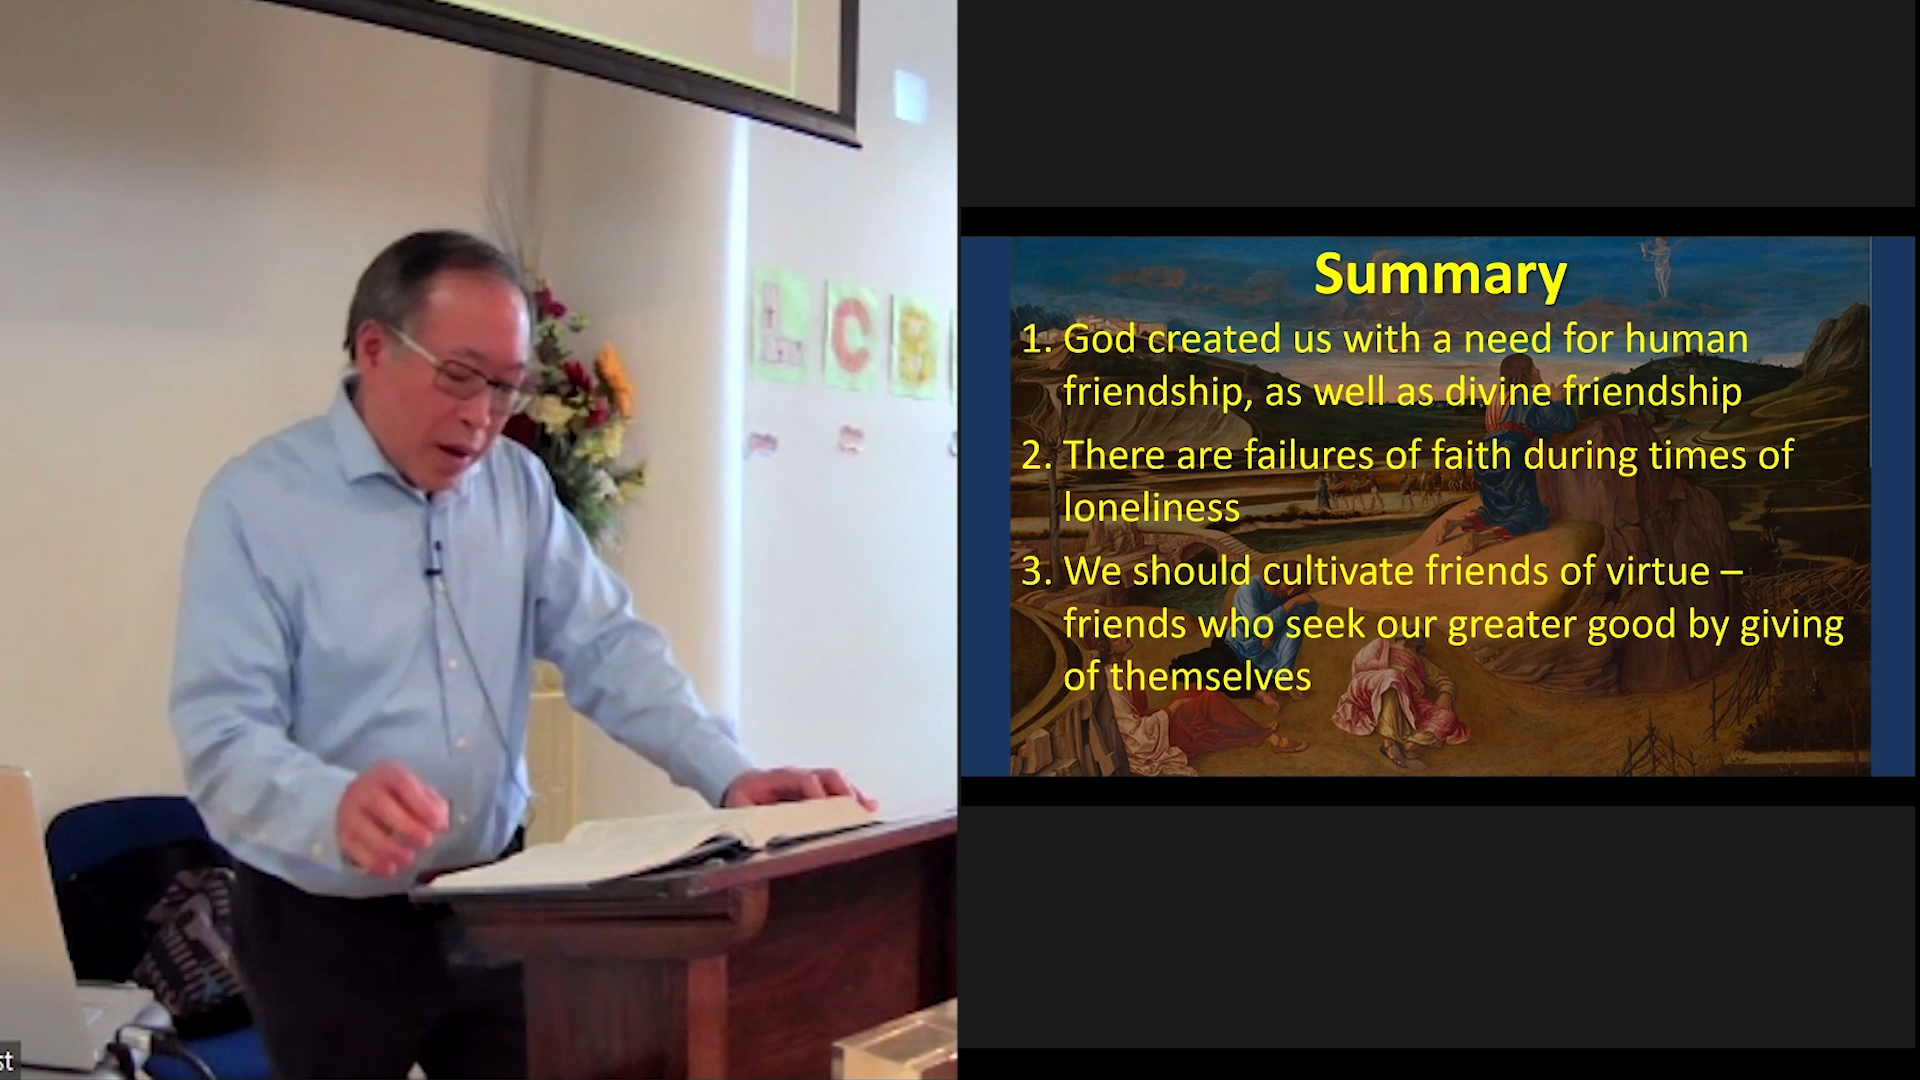 L C S
st
Summary
1. God created us with a need for human
friendship, as well as divine friendship
2. There are failures of faith during times of
loneliness
3. We should cultivate friends of virtue –
friends who seek our greater good by giving
of themselves